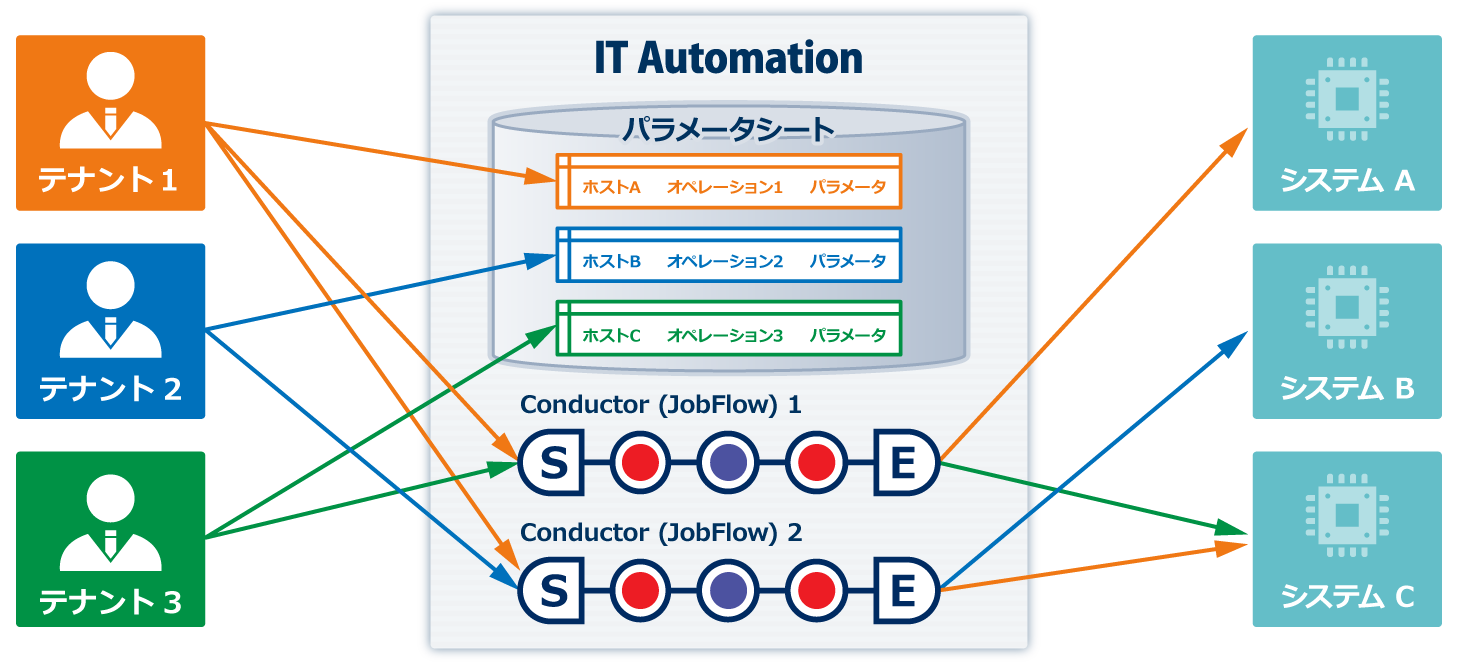 IT Automation
パラメータシート
ホストA オペレーション1 パラメータ
ホストB オペレーション2 パラメータ
ホストC オペレーション3 パラメータ
Conductor (JobFlow) 1
S E
Conductor (JobFlow) 2
S E
テナント 1
テナント 2
テナント 3
システム A
システム B
システム C